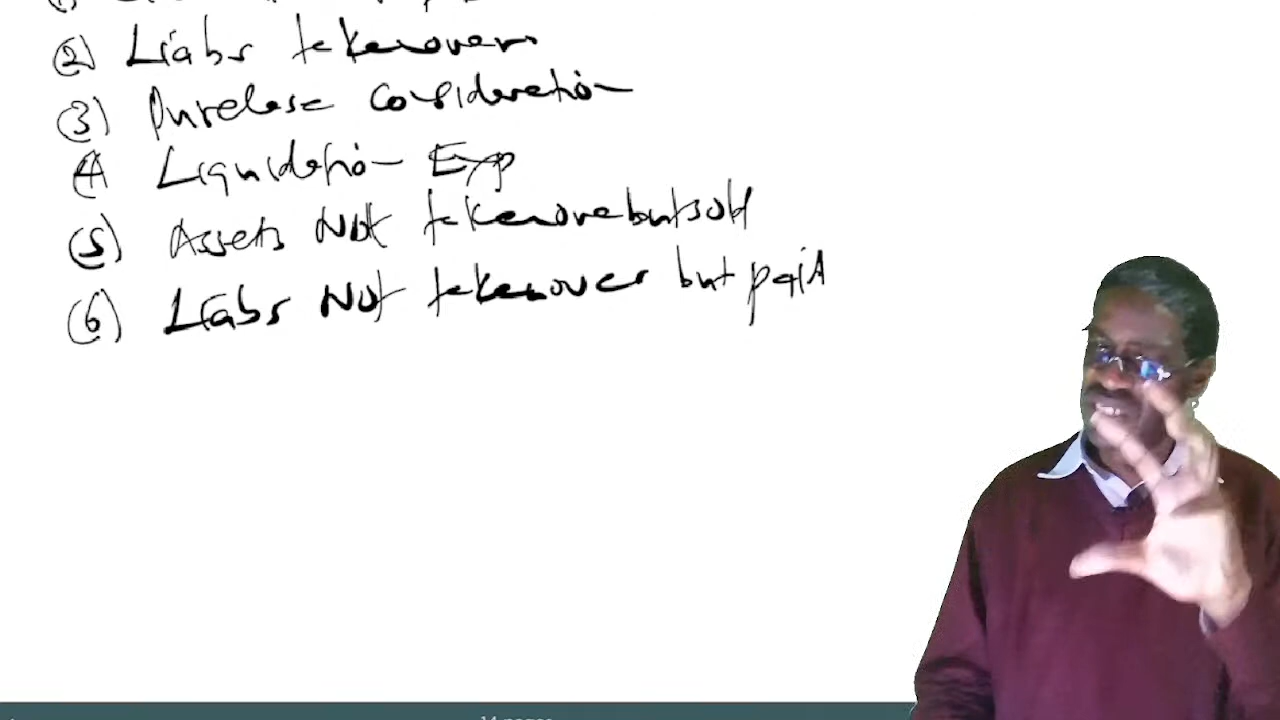 (2) Liabs takenover
(3) Purchase Consideration
(4) Liquidation Exp
(5) Assets Not takenover but sold
(6) Liabs Not takenover but paid